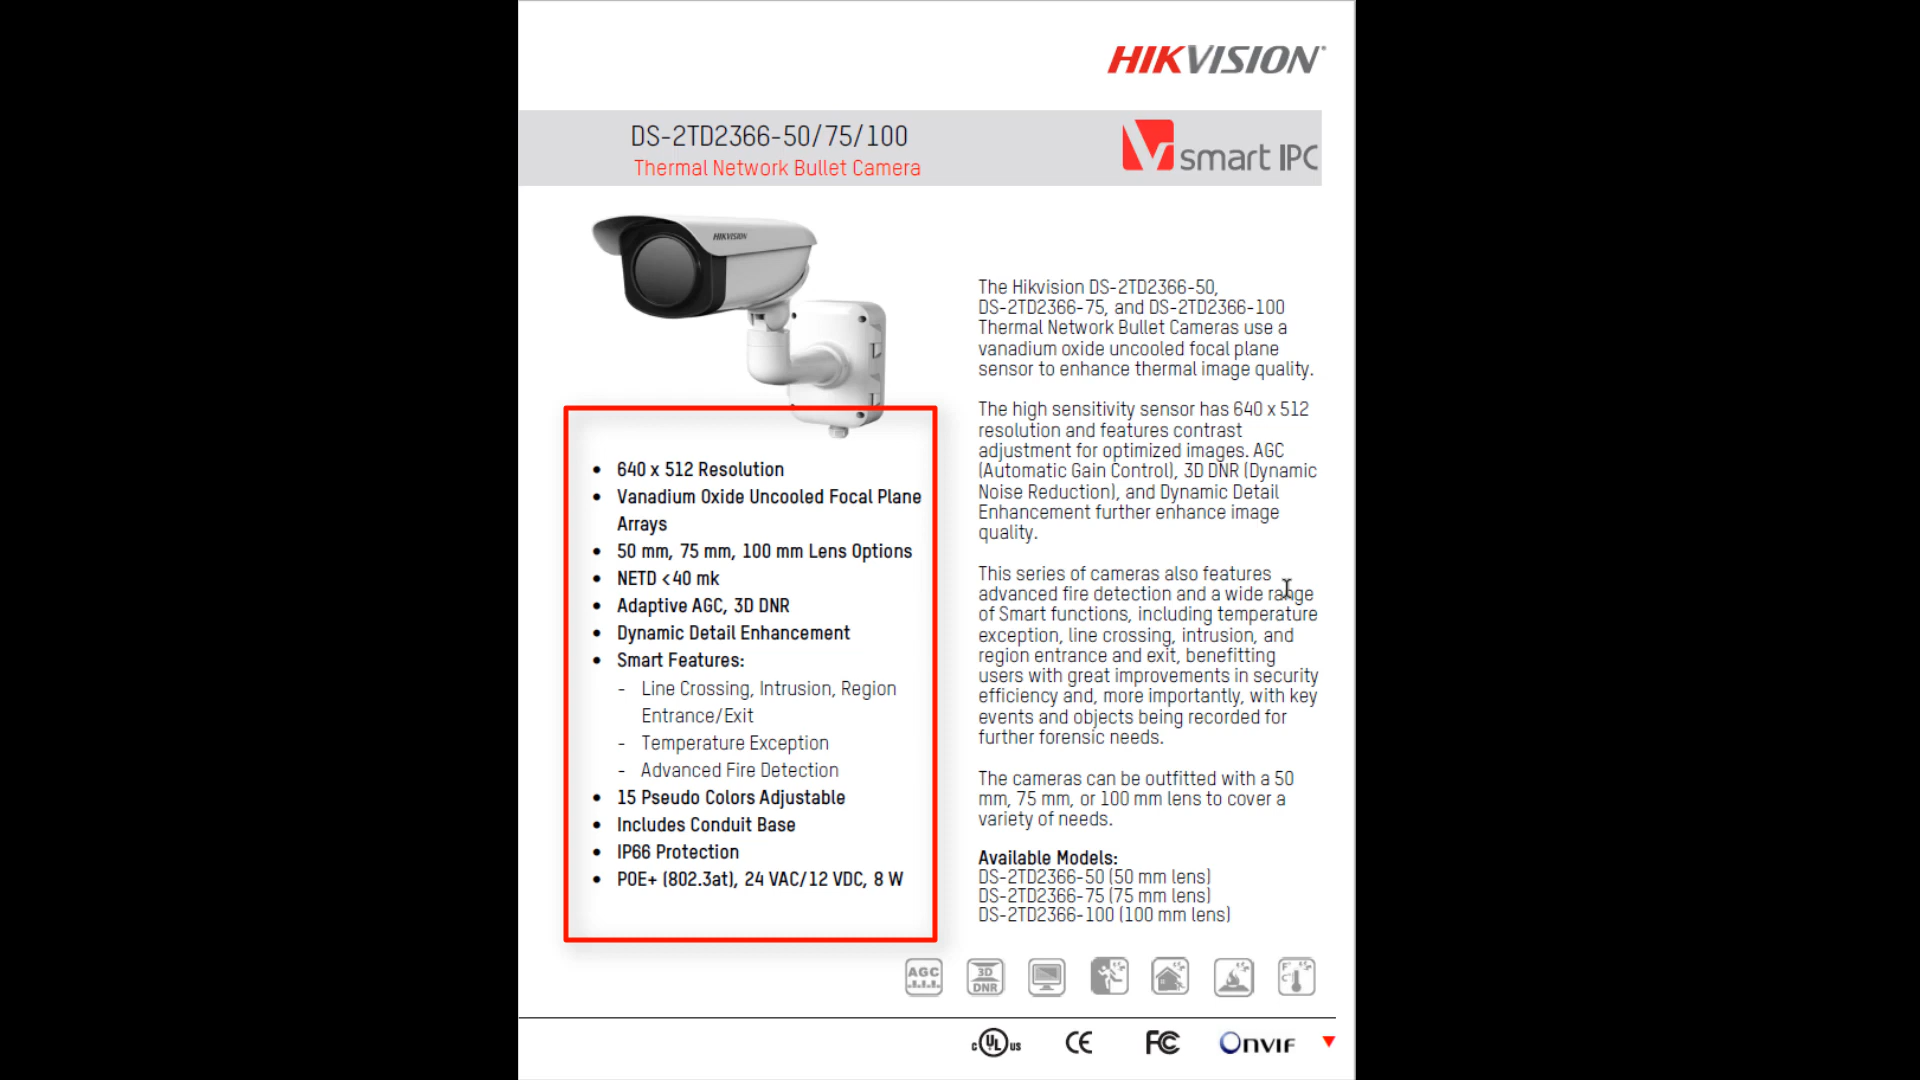 HIKVISION®
DS-2TD2366-50/75/100
Thermal Network Bullet Camera
smart IPC
HIKVISION
• 640 x 512 Resolution
• Vanadium Oxide Uncooled Focal Plane
Arrays
• 50 mm, 75 mm, 100 mm Lens Options
• NETD <40 mk
• Adaptive AGC, 3D DNR
• Dynamic Detail Enhancement
• Smart Features:
- Line Crossing, Intrusion, Region
Entrance/Exit
- Temperature Exception
- Advanced Fire Detection
• 15 Pseudo Colors Adjustable
• Includes Conduit Base
• IP66 Protection
• POE+ (802.3at), 24 VAC/12 VDC, 8 W
The Hikvision DS-2TD2366-50,
DS-2TD2366-75, and DS-2TD2366-100
Thermal Network Bullet Cameras use a
vanadium oxide uncooled focal plane
sensor to enhance thermal image quality.
The high sensitivity sensor has 640 x 512
resolution and features contrast
adjustment for optimized images. AGC
(Automatic Gain Control), 3D DNR (Dynamic
Noise Reduction), and Dynamic Detail
Enhancement further enhance image
quality.
This series of cameras also features
advanced fire detection and a wide range
of Smart functions, including temperature
exception, line crossing, intrusion, and
region entrance and exit, benefitting
users with great improvements in security
efficiency and, more importantly, with key
events and objects being recorded for
further forensic needs.
The cameras can be outfitted with a 50
mm, 75 mm, or 100 mm lens to cover a
variety of needs.
Available Models:
DS-2TD2366-50 (50 mm lens)
DS-2TD2366-75 (75 mm lens)
DS-2TD2366-100 (100 mm lens)
AGC
3D
DNR
F°
C°
c UL us
CE
FC
ONVIF